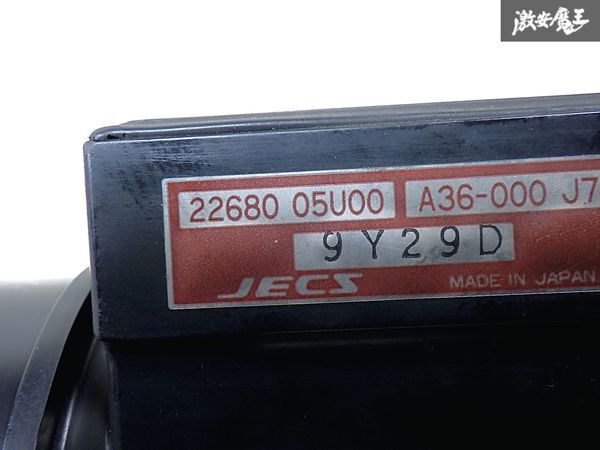 激安魔王
22680 05U00 A36-000 J7
9Y29D
JECS MADE IN JAPAN